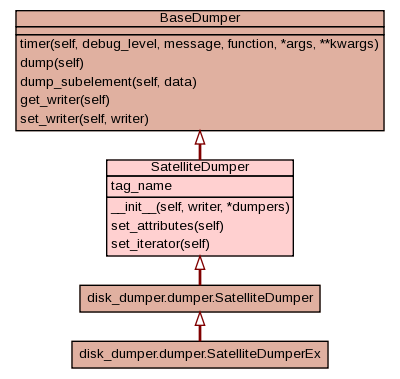 BaseDumper
timer(self, debug_level, message, function, *args, **kwargs)
dump(self)
dump_subelement(self, data)
get_writer(self)
set_writer(self, writer)
SatelliteDumper
tag_name
__init__(self, writer, *dumpers)
set_attributes(self)
set_iterator(self)
disk_dumper.dumper.SatelliteDumper
disk_dumper.dumper.SatelliteDumperEx